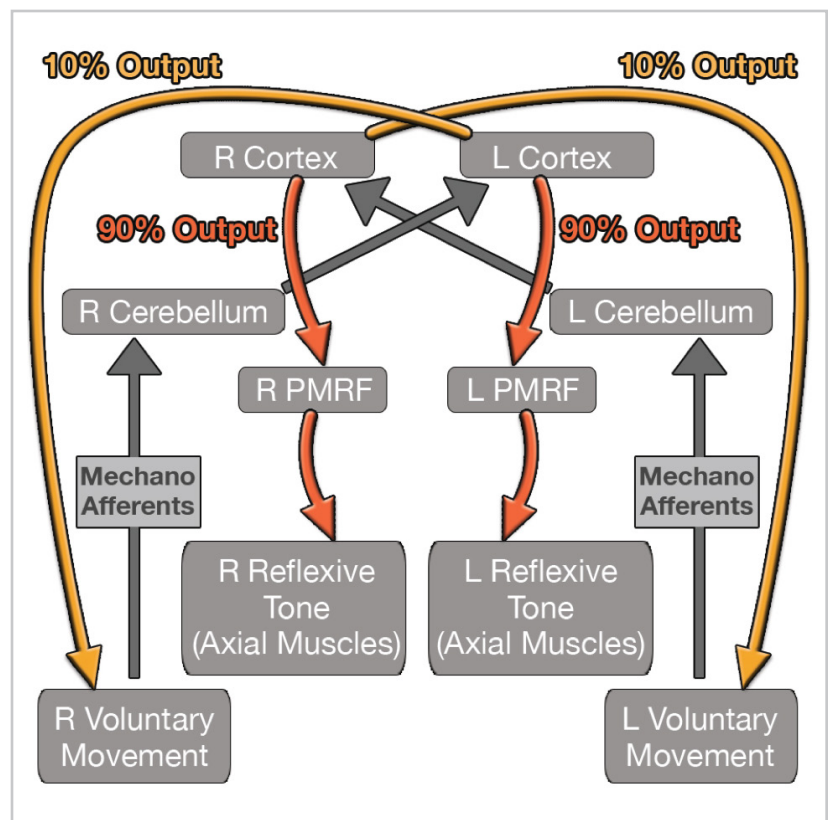 10% Output
10% Output
R Cortex
L Cortex
90% Output
90% Output
R Cerebellum
L Cerebellum
R PMRF
L PMRF
Mechano
Afferents
Mechano
Afferents
R Reflexive
Tone
(Axial Muscles)
L Reflexive
Tone
(Axial Muscles)
R Voluntary
Movement
L Voluntary
Movement